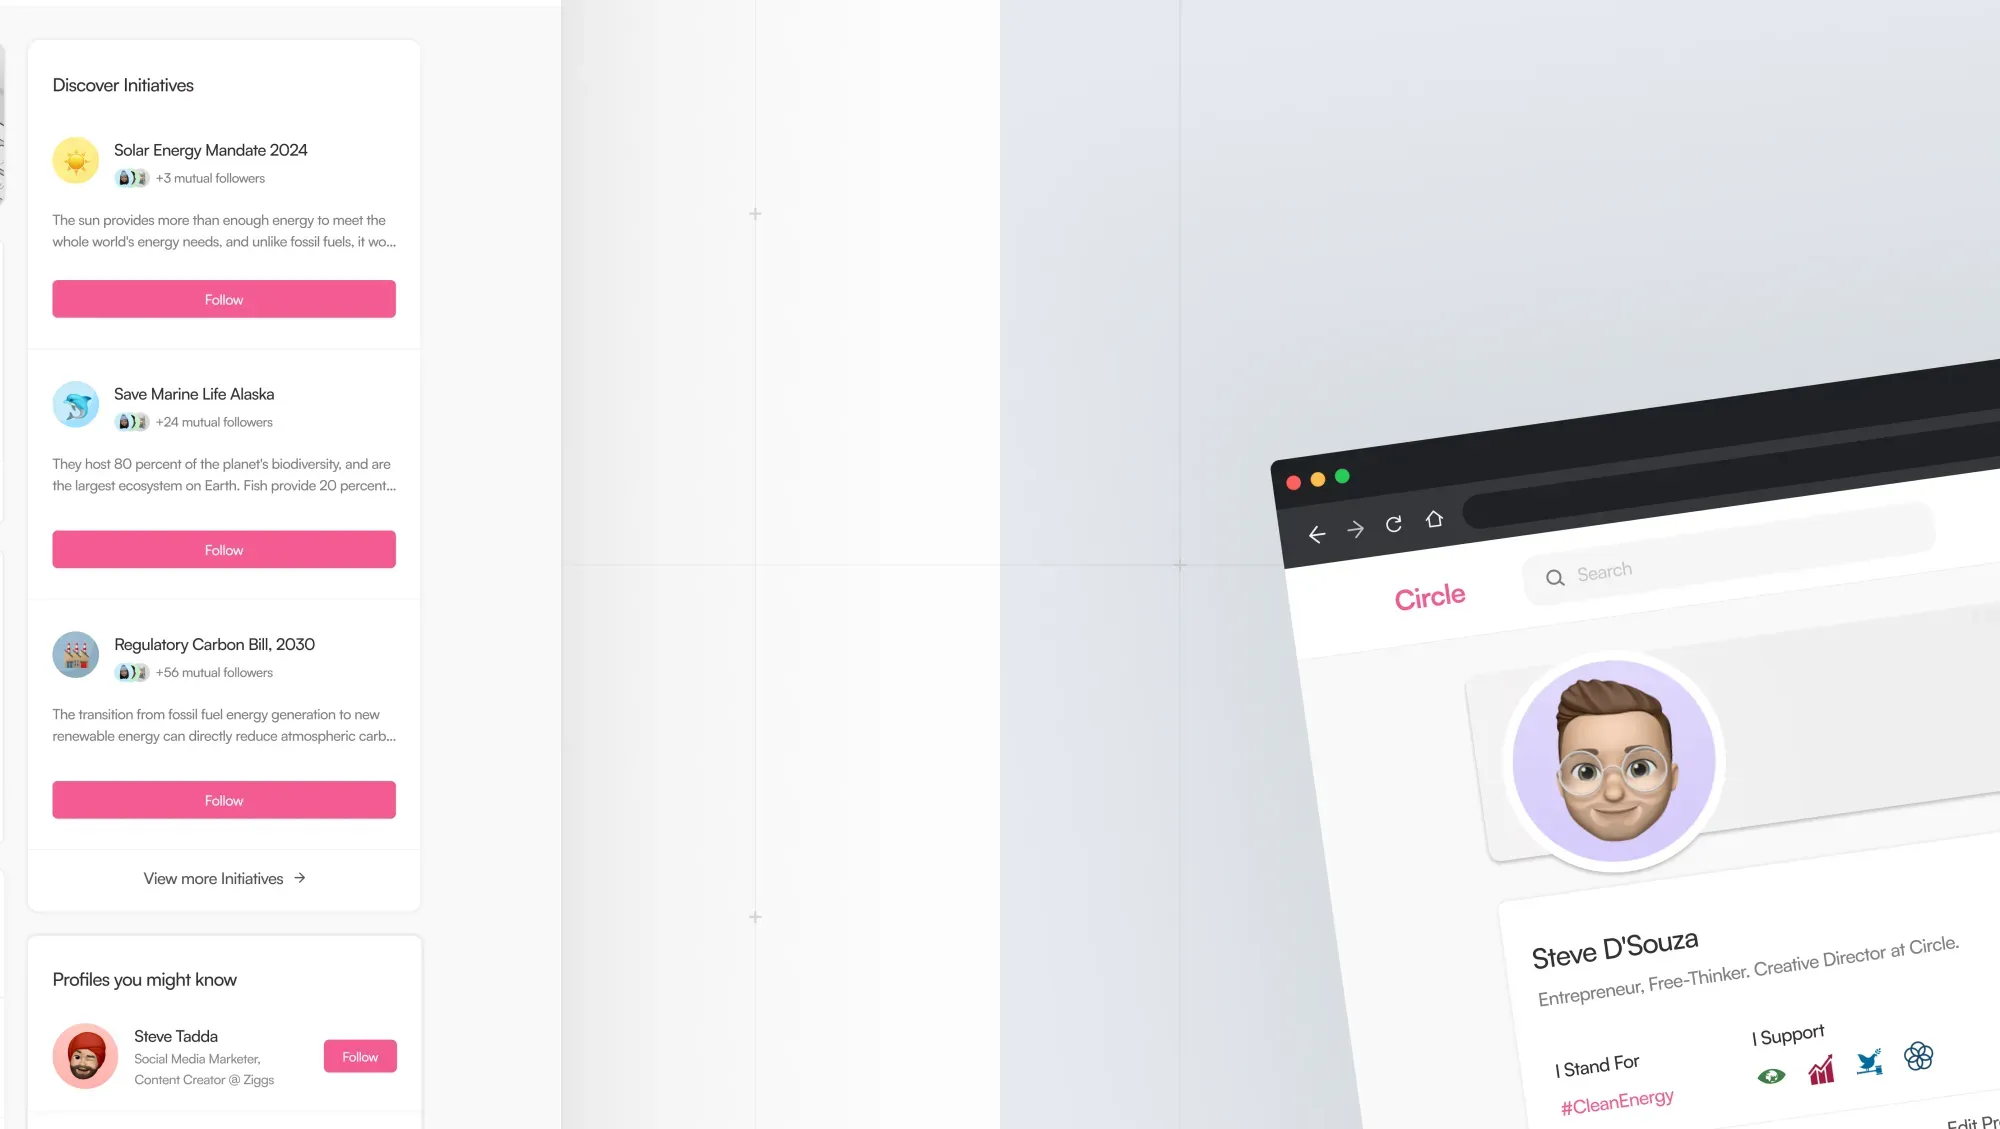 Discover Initiatives
Solar Energy Mandate 2024
+3 mutual followers
The sun provides more than enough energy to meet the
whole world's energy needs, and unlike fossil fuels, it wo...
Follow
Save Marine Life Alaska
+24 mutual followers
They host 80 percent of the planet's biodiversity, and are
the largest ecosystem on Earth. Fish provide 20 percent...
Follow
Regulatory Carbon Bill, 2030
+56 mutual followers
The transition from fossil fuel energy generation to new
renewable energy can directly reduce atmospheric carb...
Follow
View more Initiatives →
Profiles you might know
Steve Tadda
Social Media Marketer,
Content Creator @ Ziggs
Follow
Circle
Search
Steve D'Souza
Entrepreneur, Free-Thinker. Creative Director at Circle.
I Stand For
#CleanEnergy
I Support
Edit